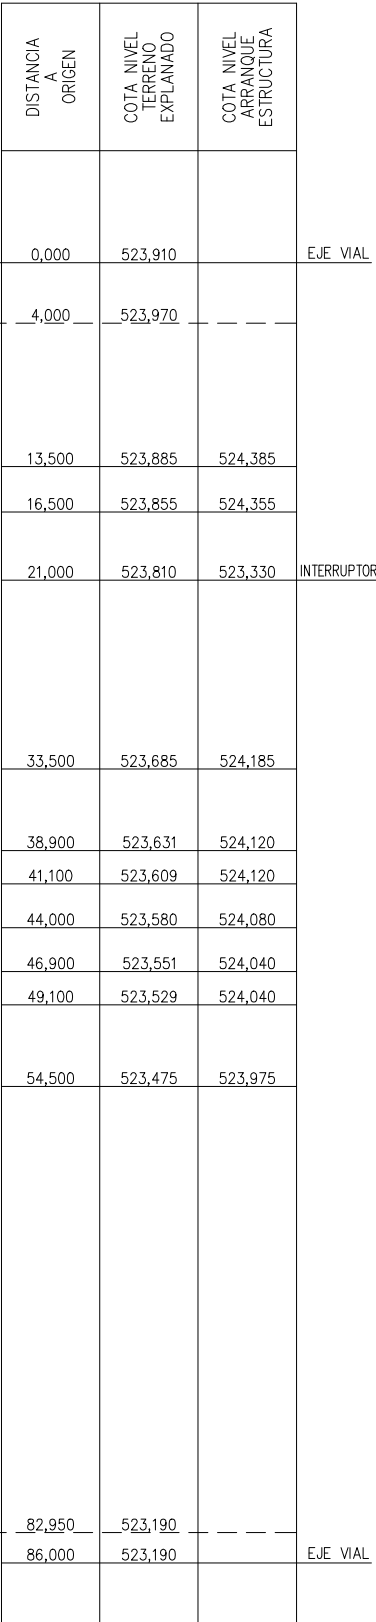 DISTANCIA
A
ORIGEN
COTA NIVEL
TERRENO
EXPLANADO
COTA NIVEL
ARRANQUE
ESTRUCTURA
0,000 523,910 EJE VIAL
4,000 523,970
13,500 523,885 524,385
16,500 523,855 524,355
21,000 523,810 523,330 INTERRUPTOR
33,500 523,685 524,185
38,900 523,631 524,120
41,100 523,609 524,120
44,000 523,580 524,080
46,900 523,551 524,040
49,100 523,529 524,040
54,500 523,475 523,975
82,950 523,190
86,000 523,190 EJE VIAL